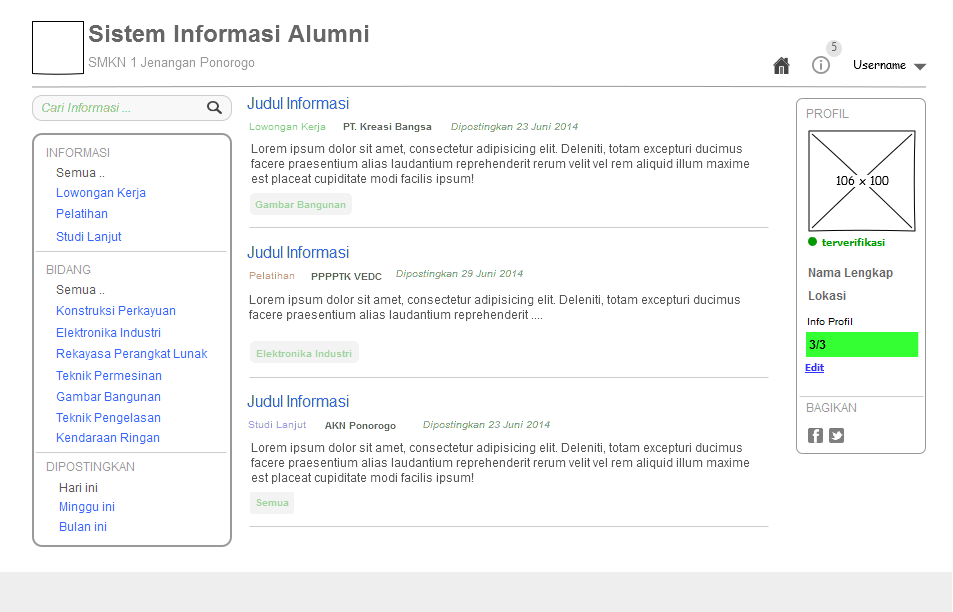 Sistem Informasi Alumni
SMKN 1 Jenangan Ponorogo
5
Username
Cari Informasi ...
INFORMASI
Semua ..
Lowongan Kerja
Pelatihan
Studi Lanjut
BIDANG
Semua ..
Konstruksi Perkayuan
Elektronika Industri
Rekayasa Perangkat Lunak
Teknik Permesinan
Gambar Bangunan
Teknik Pengelasan
Kendaraan Ringan
DIPOSTINGKAN
Hari ini
Minggu ini
Bulan ini
Judul Informasi
Lowongan Kerja PT. Kreasi Bangsa Dipostingkan 23 Juni 2014
Lorem ipsum dolor sit amet, consectetur adipisicing elit. Deleniti, totam excepturi ducimus
facere praesentium alias laudantium reprehenderit rerum velit vel rem aliquid illum maxime
est placeat cupiditate modi facilis ipsum!
Gambar Bangunan
Judul Informasi
Pelatihan PPPPTK VEDC Dipostingkan 29 Juni 2014
Lorem ipsum dolor sit amet, consectetur adipisicing elit. Deleniti, totam excepturi ducimus
facere praesentium alias laudantium reprehenderit ....
Elektronika Industri
Judul Informasi
Studi Lanjut AKN Ponorogo Dipostingkan 23 Juni 2014
Lorem ipsum dolor sit amet, consectetur adipisicing elit. Deleniti, totam excepturi ducimus
facere praesentium alias laudantium reprehenderit rerum velit vel rem aliquid illum maxime
est placeat cupiditate modi facilis ipsum!
Semua
PROFIL
106 x 100
terverifikasi
Nama Lengkap
Lokasi
Info Profil
3/3
Edit
BAGIKAN